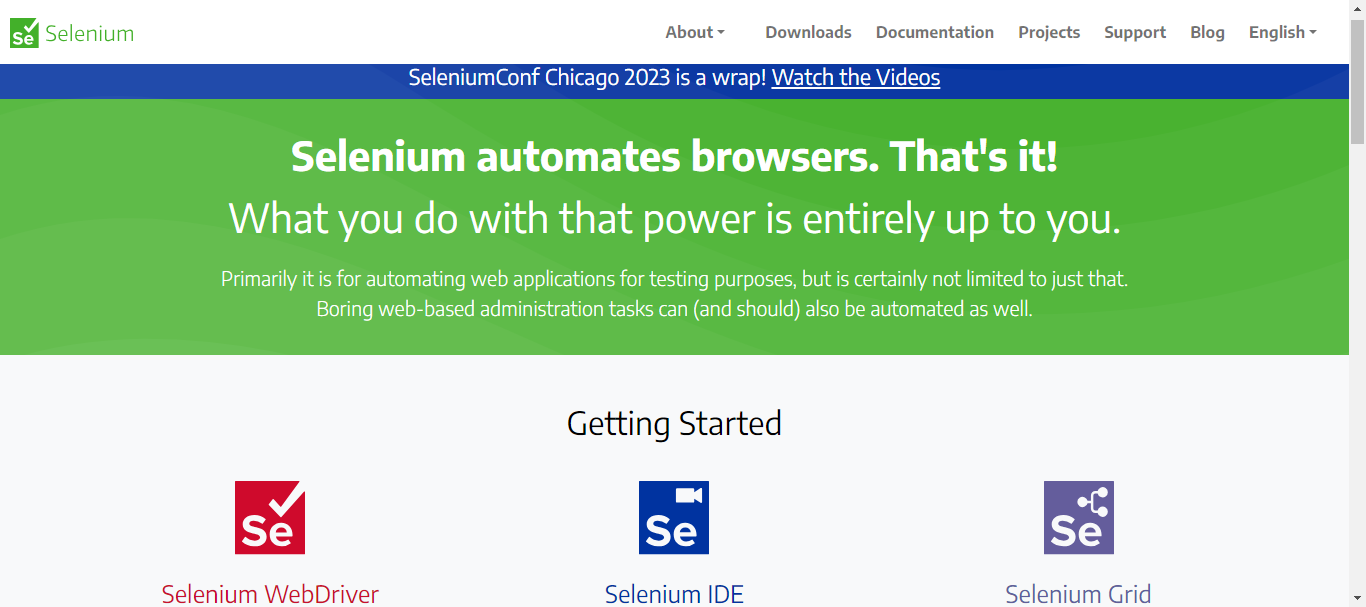 Se Selenium
About Downloads Documentation Projects Support Blog English
SeleniumConf Chicago 2023 is a wrap! Watch the Videos
Selenium automates browsers. That's it!
What you do with that power is entirely up to you.
Primarily it is for automating web applications for testing purposes, but is certainly not limited to just that.
Boring web-based administration tasks can (and should) also be automated as well.
Getting Started
Se Se Se
Selenium WebDriver Selenium IDE Selenium Grid